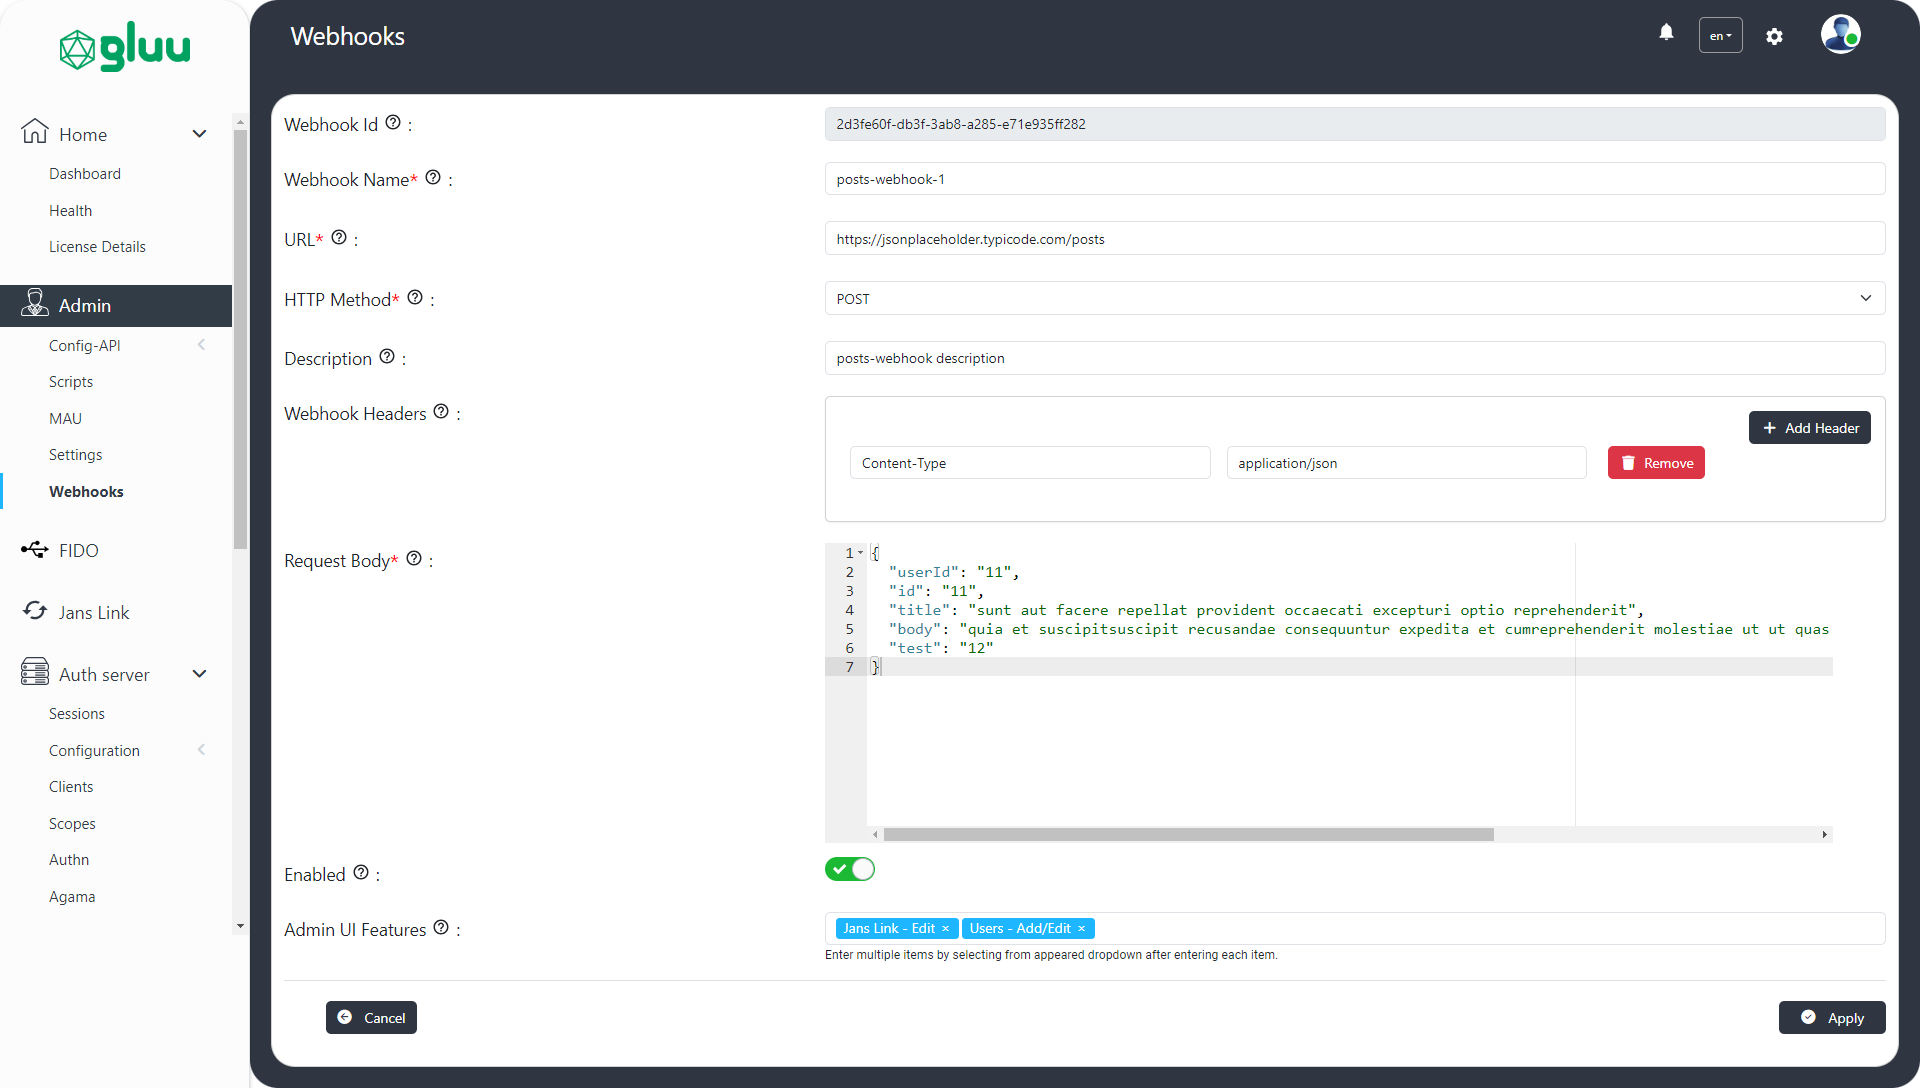 gluu
Webhooks
en
Home
Dashboard
Health
License Details
Admin
Config-API
Scripts
MAU
Settings
Webhooks
FIDO
Jans Link
Auth server
Sessions
Configuration
Clients
Scopes
Authn
Agama
Webhook Id :
2d3fe60f-db3f-3ab8-a285-e71e935ff282
Webhook Name* :
posts-webhook-1
URL* :
https://jsonplaceholder.typicode.com/posts
HTTP Method* :
POST
Description :
posts-webhook description
Webhook Headers :
+ Add Header
Content-Type application/json Remove
Request Body* :
1 {
2 "userId": "11",
3 "id": "11",
4 "title": "sunt aut facere repellat provident occaecati excepturi optio reprehenderit",
5 "body": "quia et suscipitsuscipit recusandae consequuntur expedita et cumreprehenderit molestiae ut ut quas
6 "test": "12"
7 }
Enabled :
Admin UI Features :
Jans Link - Edit × Users - Add/Edit ×
Enter multiple items by selecting from appeared dropdown after entering each item.
Cancel
Apply